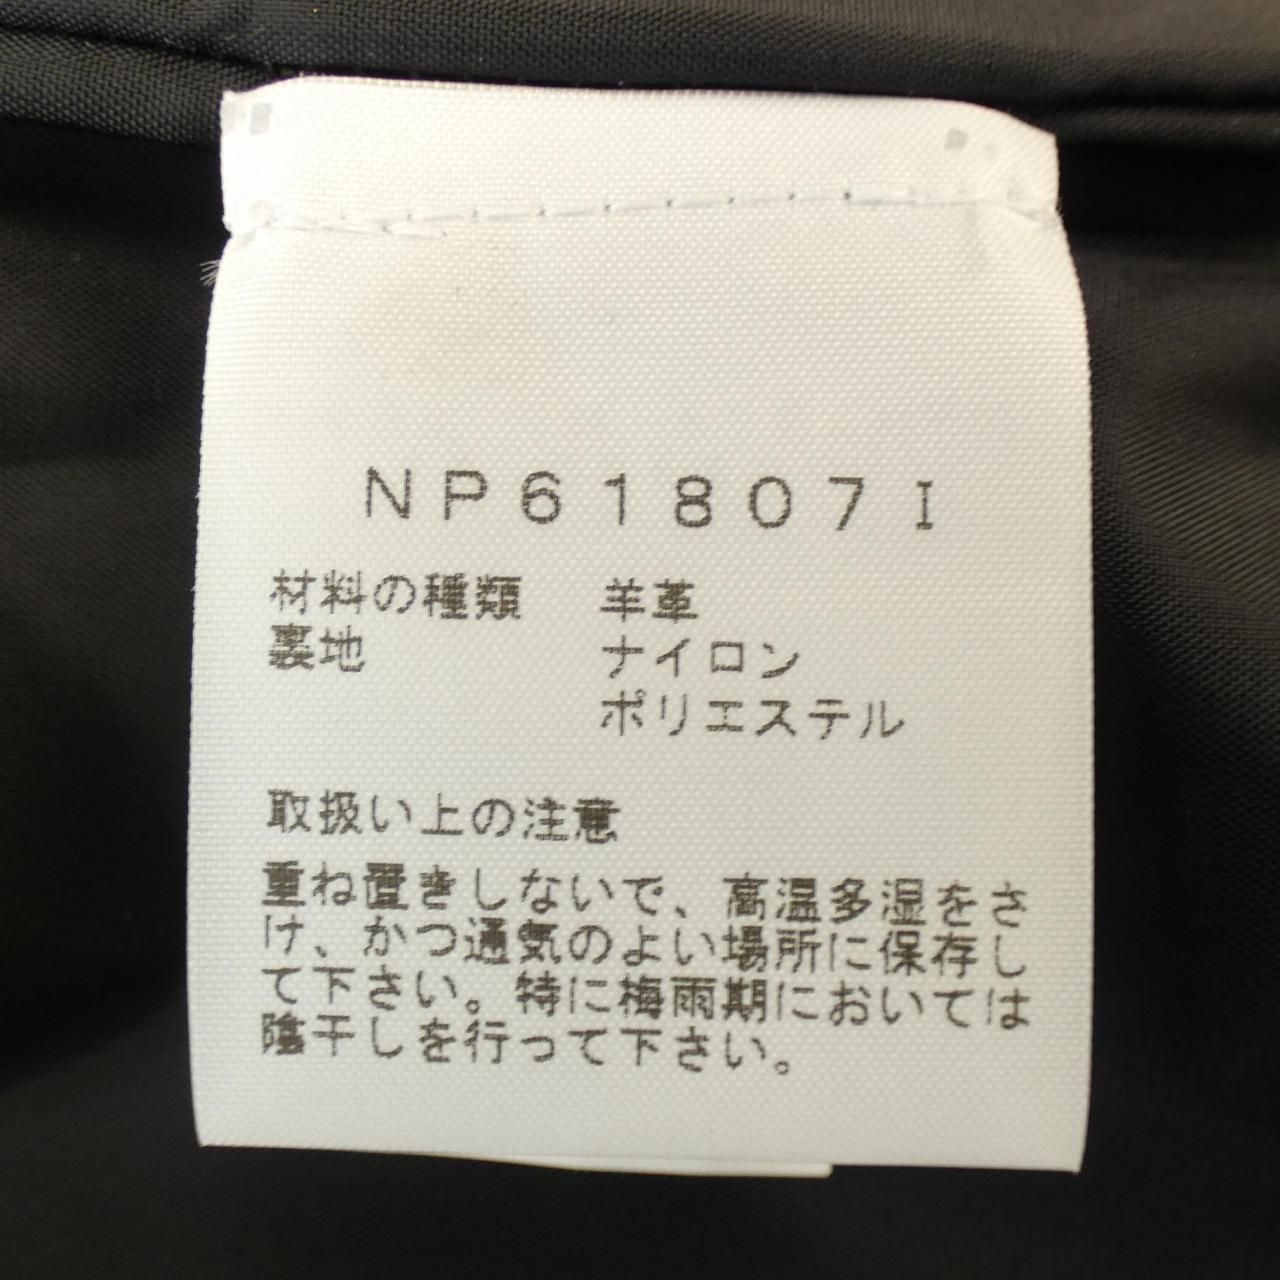 NP61807I
材料の種類 羊革
裏地 ナイロン
ポリエステル
取扱い上の注意
重ね置きしないで、高温多湿をさ
け、かつ通気のよい場所に保存し
て下さい。特に梅雨期においては
陰干しを行って下さい。